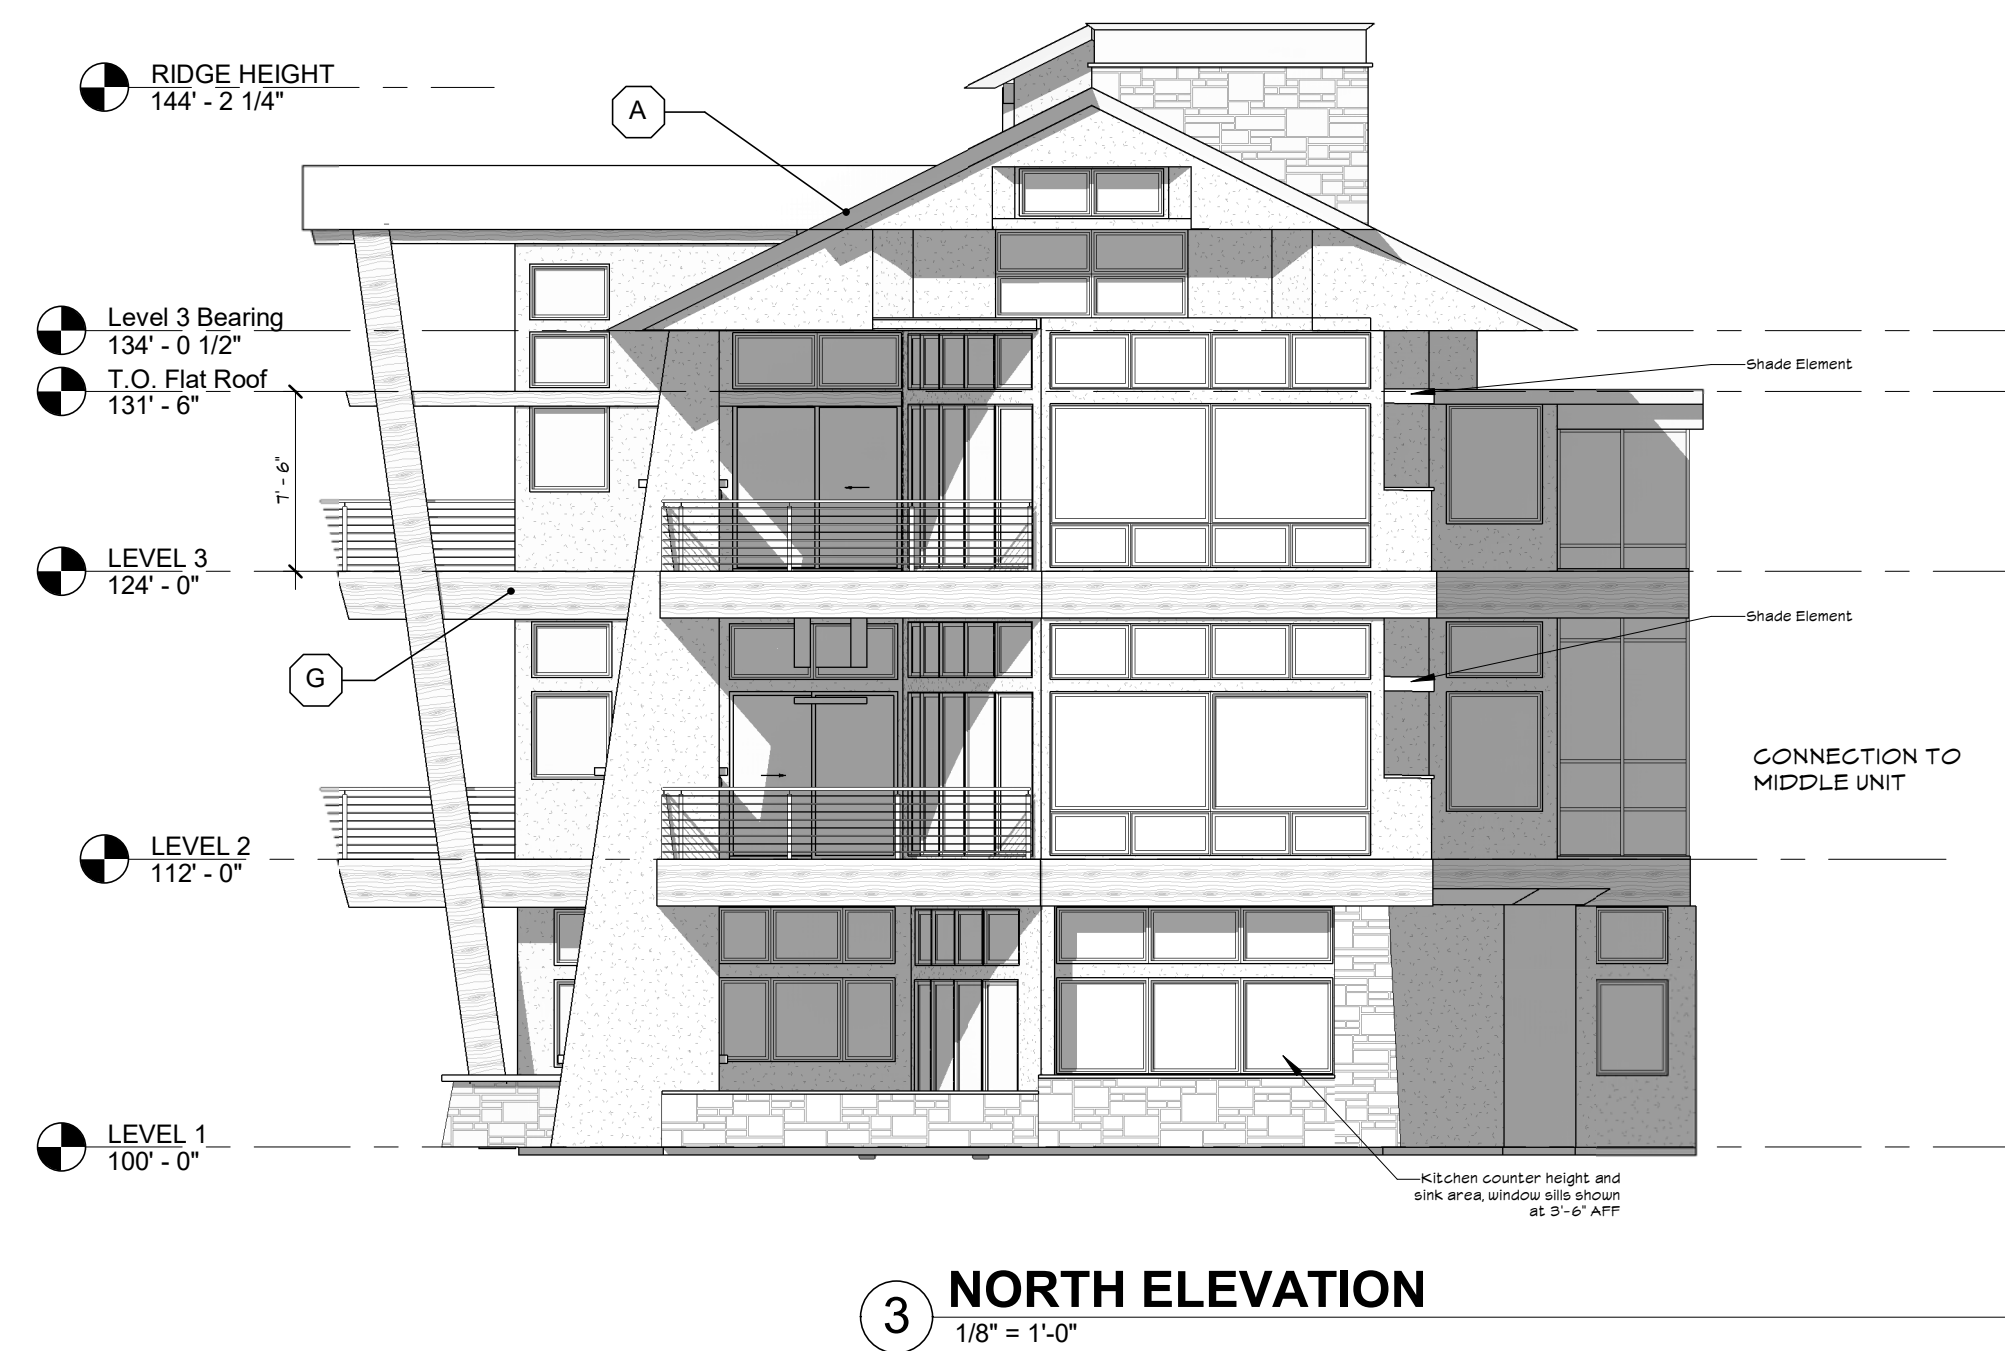 RIDGE HEIGHT
144' - 2 1/4"
A
Level 3 Bearing
134' - 0 1/2"
T.O. Flat Roof
131' - 6"
Shade Element
7' - 6"
LEVEL 3
124' - 0"
Shade Element
G
CONNECTION TO
MIDDLE UNIT
LEVEL 2
112' - 0"
LEVEL 1
100' - 0"
Kitchen counter height and
sink area, window sills shown
at 3'-6" AFF
3
NORTH ELEVATION
1/8" = 1'-0"